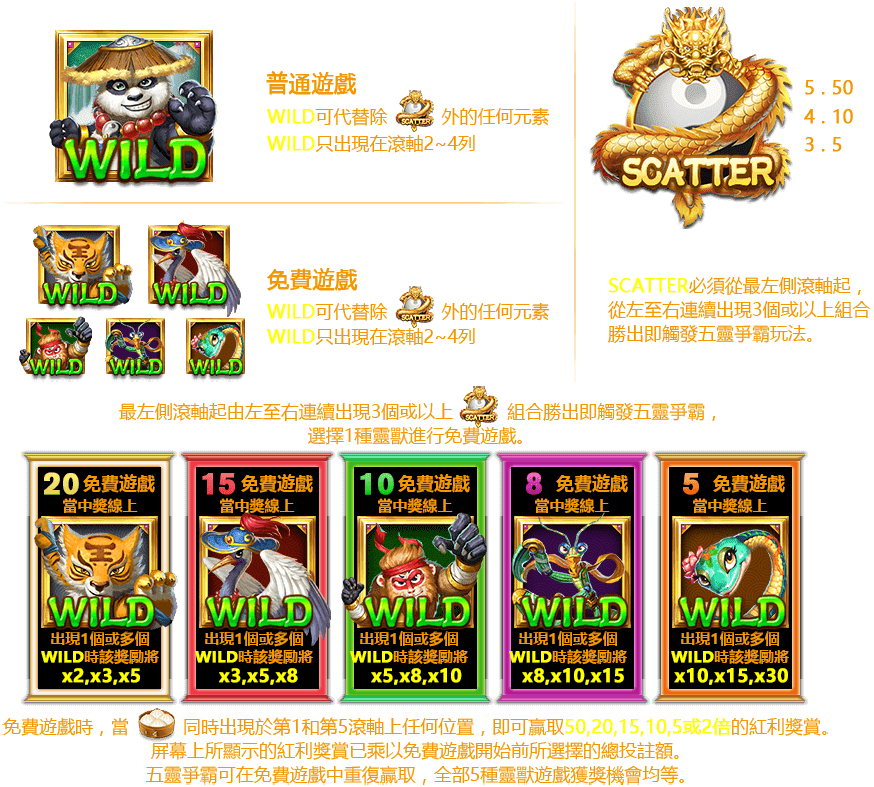 WILD
普通遊戲
WILD可代替除 SCATTER 外的任何元素
WILD只出現在滾軸2~4列
SCATTER
5 . 50
4 . 10
3 . 5
WILD
WILD
WILD
WILD
WILD
免費遊戲
WILD可代替除 SCATTER 外的任何元素
WILD只出現在滾軸2~4列
SCATTER必須從最左側滾軸起，
從左至右連續出現3個或以上組合
勝出即觸發五靈爭霸玩法。
最左側滾軸起由左至右連續出現3個或以上 SCATTER 組合勝出即觸發五靈爭霸，
選擇1種靈獸進行免費遊戲。
20 免費遊戲
當中獎線上
王
WILD
出現1個或多個
WILD時該獎勵將
x2,x3,x5
15 免費遊戲
當中獎線上
WILD
出現1個或多個
WILD時該獎勵將
x3,x5,x8
10 免費遊戲
當中獎線上
WILD
出現1個或多個
WILD時該獎勵將
x5,x8,x10
8 免費遊戲
當中獎線上
WILD
出現1個或多個
WILD時該獎勵將
x8,x10,x15
5 免費遊戲
當中獎線上
WILD
出現1個或多個
WILD時該獎勵將
x10,x15,x30
免費遊戲時，當 同時出現於第1和第5滾軸上任何位置，即可贏取50,20,15,10,5或2倍的紅利獎賞。
屏幕上所顯示的紅利獎賞已乘以免費遊戲開始前所選擇的總投註額。
五靈爭霸可在免費遊戲中重復贏取，全部5種靈獸遊戲獲獎機會均等。